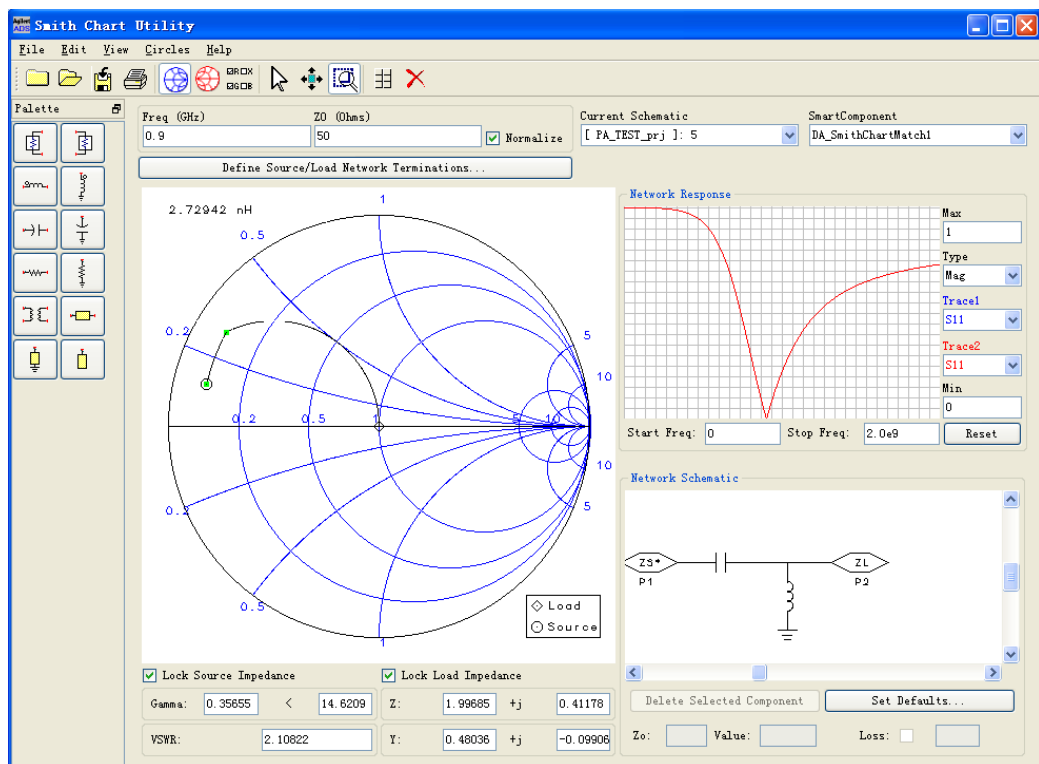 Agilent
ADS
Smith Chart Utility
File Edit View Circles Help
Palette
Freq (GHz) Z0 (Ohms)
0.9 50 Normalize
Current Schematic SmartComponent
[ PA_TEST_prj ]: 5 DA_SmithChartMatch1
Define Source/Load Network Terminations...
2.72942 nH
1
0.5
0.2
5
10
0.2 0.5 1.0 5 10
10
5
0.2
0.5
1
Load
Source
Network Response
Max
1
Type
Mag
Trace1
S11
Trace2
S11
Min
0
Start Freq: 0 Stop Freq: 2.0e9 Reset
Network Schematic
ZS* ZL
P1 P2
Lock Source Impedance Lock Load Impedance
Gamma: 0.35655 < 14.6209 Z: 1.99685 +j 0.41178
VSWR: 2.10822 Y: 0.48036 +j -0.09906
Delete Selected Component Set Defaults...
Zo: Value: Loss: